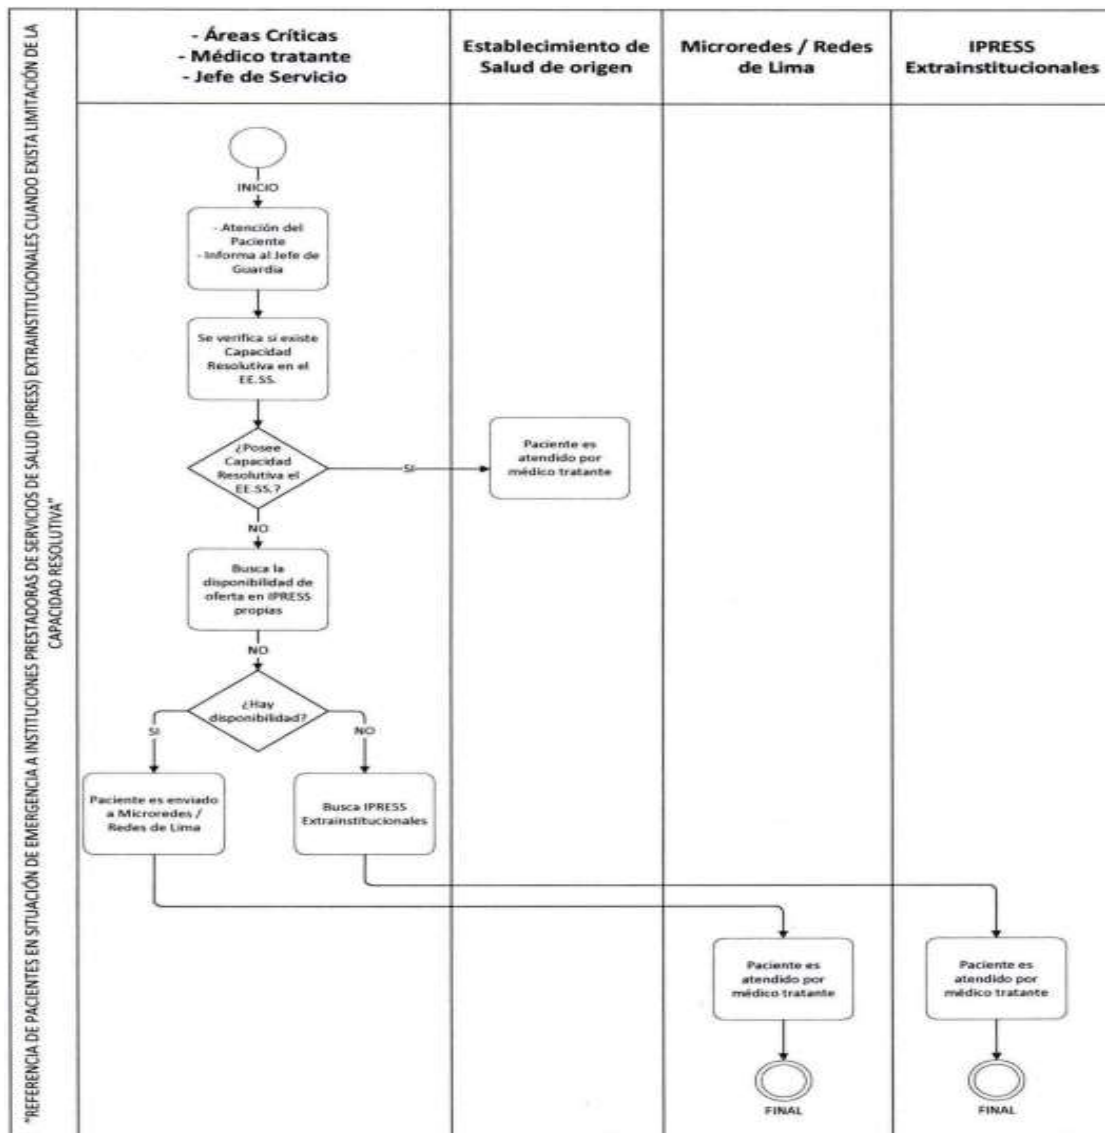 "REFERENCIA DE PACIENTES EN SITUACIÓN DE EMERGENCIA A INSTITUCIONES PRESTADORAS DE SERVICIOS DE SALUD (IPRESS) EXTRAINSTITUCIONALES CUANDO EXISTA LIMITACIÓN DE LA
CAPACIDAD RESOLUTIVA"
- Áreas Críticas
- Médico tratante
- Jefe de Servicio
Establecimiento de
Salud de origen
Microredes / Redes
de Lima
IPRESS
Extrainstitucionales
INICIO
- Atención del
Paciente
- Informa al Jefe de
Guardia
Se verifica si existe
Capacidad
Resolutiva en el
EE.SS.
¿Posee
Capacidad
Resolutiva el
EE.SS.?
SI
Paciente es
atendido por
médico tratante
NO
Busca la
disponibilidad de
oferta en IPRESS
propias
NO
¿Hay
disponibilidad?
SI
NO
Paciente es enviado
a Microredes /
Redes de Lima
Busca IPRESS
Extrainstitucionales
Paciente es
atendido por
médico tratante
Paciente es
atendido por
médico tratante
FINAL
FINAL